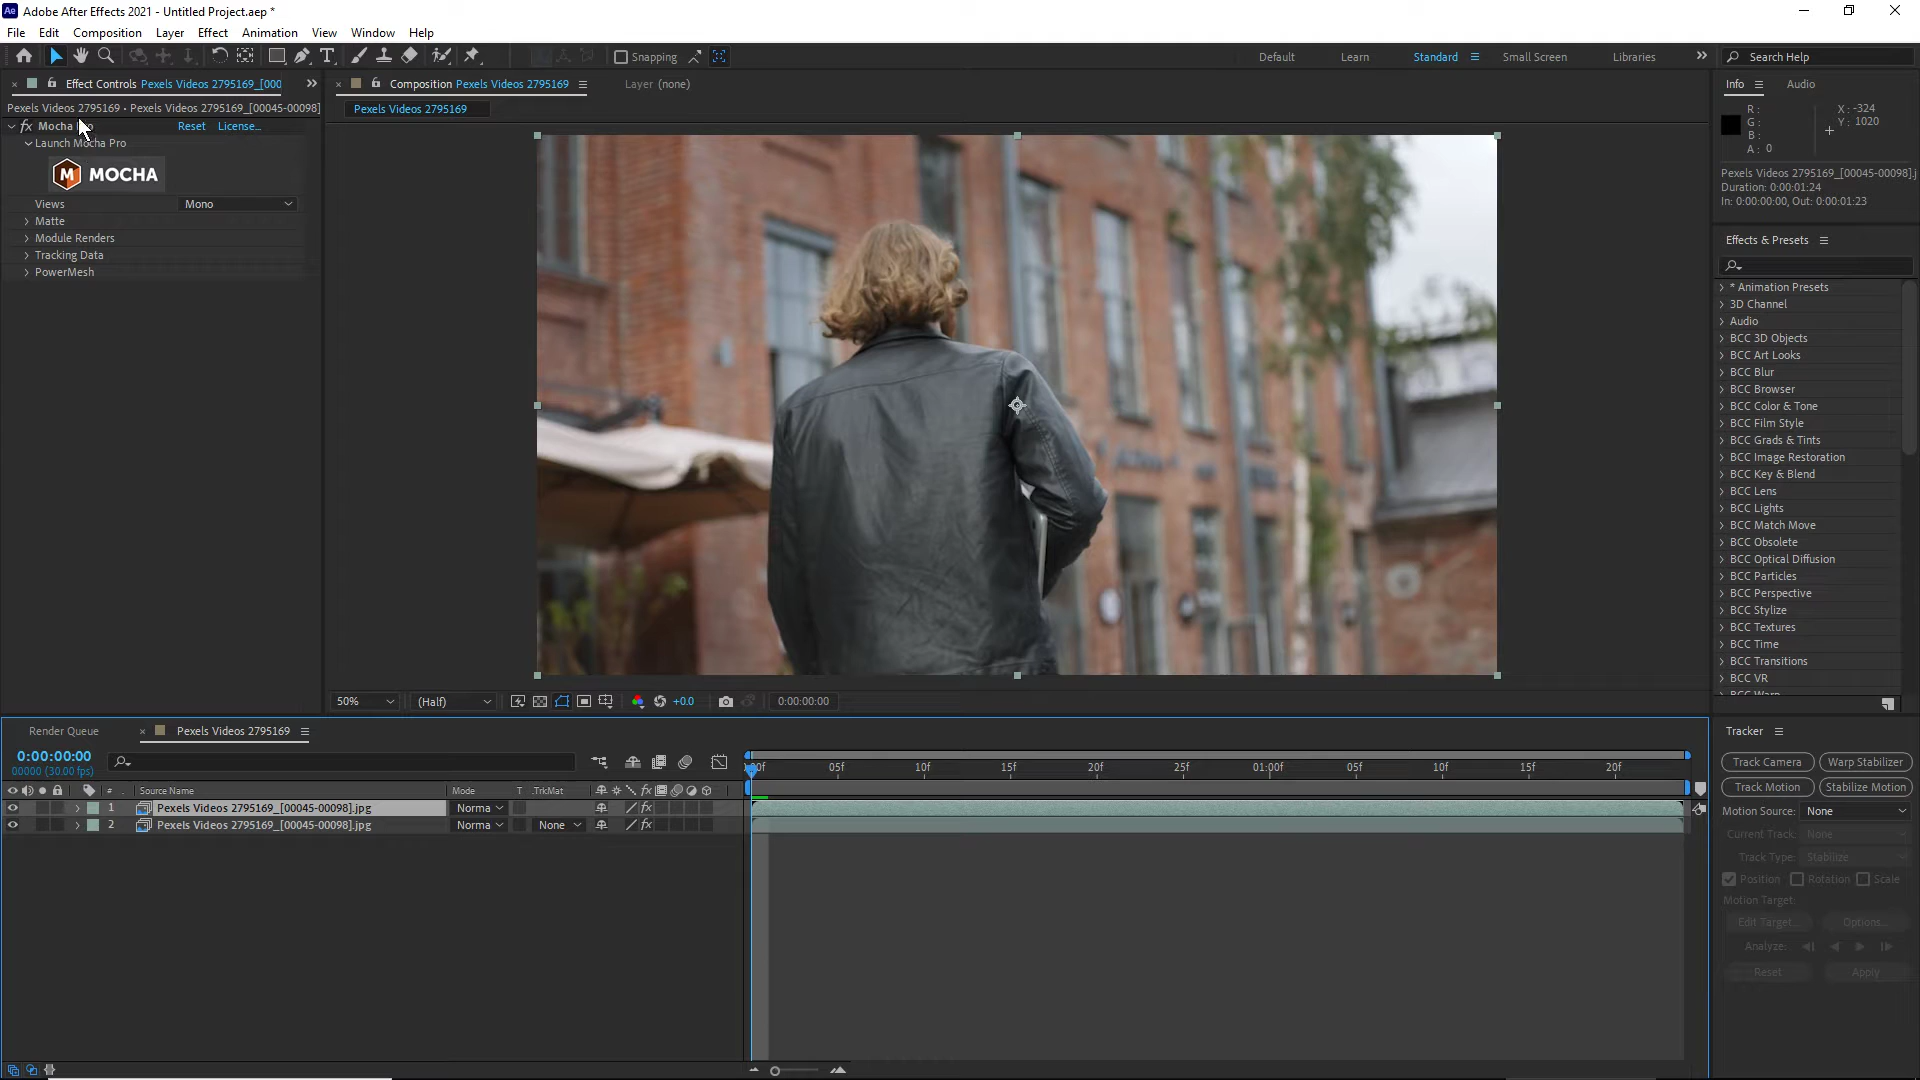 Adobe After Effects 2021 - Untitled Project.aep *
File Edit Composition Layer Effect Animation View Window Help
Snapping
Default Learn Standard Small Screen Libraries
Search Help
Effect Controls Pexels Videos 2795169_[000
Composition Pexels Videos 2795169
Layer (none)
Info Audio
Pexels Videos 2795169 • Pexels Videos 2795169_[00045-00098]
Pexels Videos 2795169
fx Mocha Reset License...
Launch Mocha Pro
M MOCHA
Views Mono
Matte
Module Renders
Tracking Data
PowerMesh
R: X: -324
G: Y: 1020
B:
A: 0
Pexels Videos 2795169_[00045-00098].j
Duration: 0:00:01:24
In: 0:00:00:00, Out: 0:00:01:23
Effects & Presets
* Animation Presets
3D Channel
Audio
BCC 3D Objects
BCC Art Looks
BCC Blur
BCC Browser
BCC Color & Tone
BCC Film Style
BCC Grads & Tints
BCC Image Restoration
BCC Key & Blend
BCC Lens
BCC Lights
BCC Match Move
BCC Obsolete
BCC Optical Diffusion
BCC Particles
BCC Perspective
BCC Stylize
BCC Textures
BCC Time
BCC Transitions
BCC VR
BCC Warp
50% (Half) +0.0 0:00:00:00
Render Queue Pexels Videos 2795169
0:00:00:00
00000 (30.00 fps)
05f 10f 15f 20f 25f 01:00f 05f 10f 15f 20f
# Source Name Mode T .TrkMat
1 Pexels Videos 2795169_[00045-00098].jpg Norma fx
2 Pexels Videos 2795169_[00045-00098].jpg Norma None fx
Tracker
Track Camera Warp Stabilizer
Track Motion Stabilize Motion
Motion Source: None
Current Track: None
Track Type: Stabilize
Position Rotation Scale
Motion Target:
Edit Target... Options...
Analyze:
Reset Apply